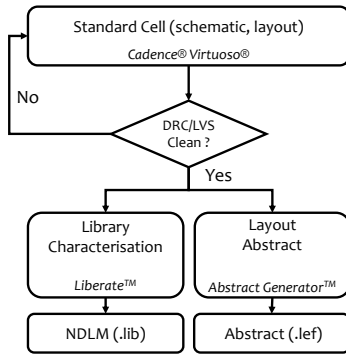 Standard Cell (schematic, layout)
Cadence® Virtuoso®
No
DRC/LVS
Clean ?
Yes
Library
Characterisation
Liberate™
Layout
Abstract
Abstract Generator™
NDLM (.lib)
Abstract (.lef)